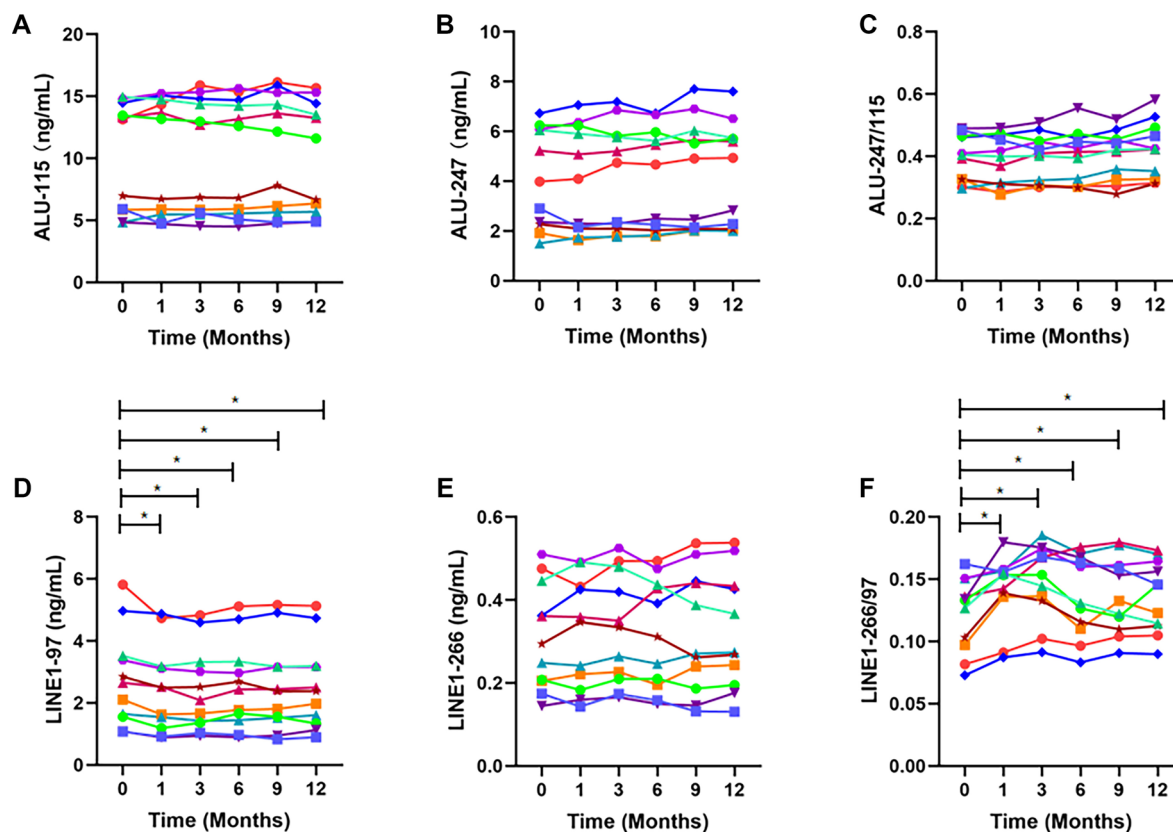 A
B
C
ALU-115 (ng/mL)
20
15
10
5
0
0 1 3 6 9 12
Time (Months)
ALU-247 (ng/mL)
10
8
6
4
2
0
0 1 3 6 9 12
Time (Months)
ALU-247/115
0.8
0.6
0.4
0.2
0.0
0 1 3 6 9 12
Time (Months)
D
E
F
*
*
*
*
*
LINE1-97 (ng/mL)
8
6
4
2
0
0 1 3 6 9 12
Time (Months)
LINE1-266 (ng/mL)
0.6
0.4
0.2
0.0
0 1 3 6 9 12
Time (Months)
*
*
*
*
*
LINE1-266/97
0.20
0.15
0.10
0.05
0.00
0 1 3 6 9 12
Time (Months)